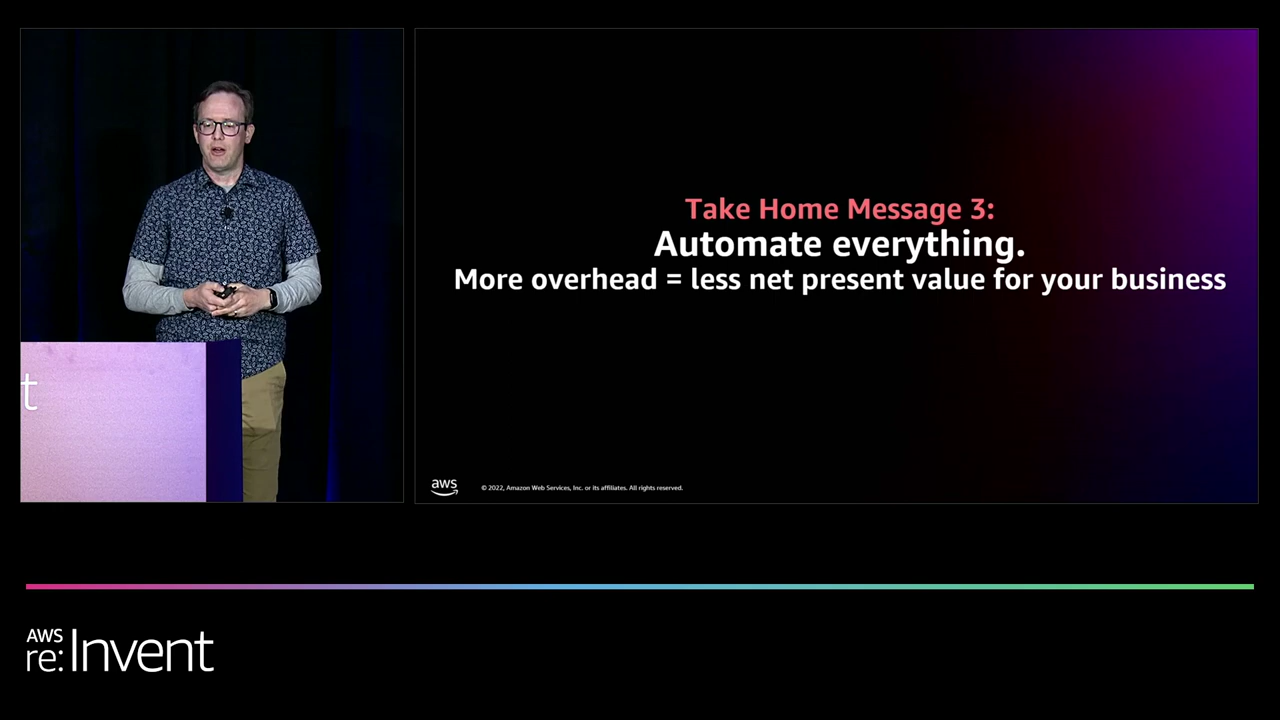 Take Home Message 3:
Automate everything.
More overhead = less net present value for your business
t
aws
© 2022, Amazon Web Services, Inc. or its affiliates. All rights reserved.
AWS
re:Invent